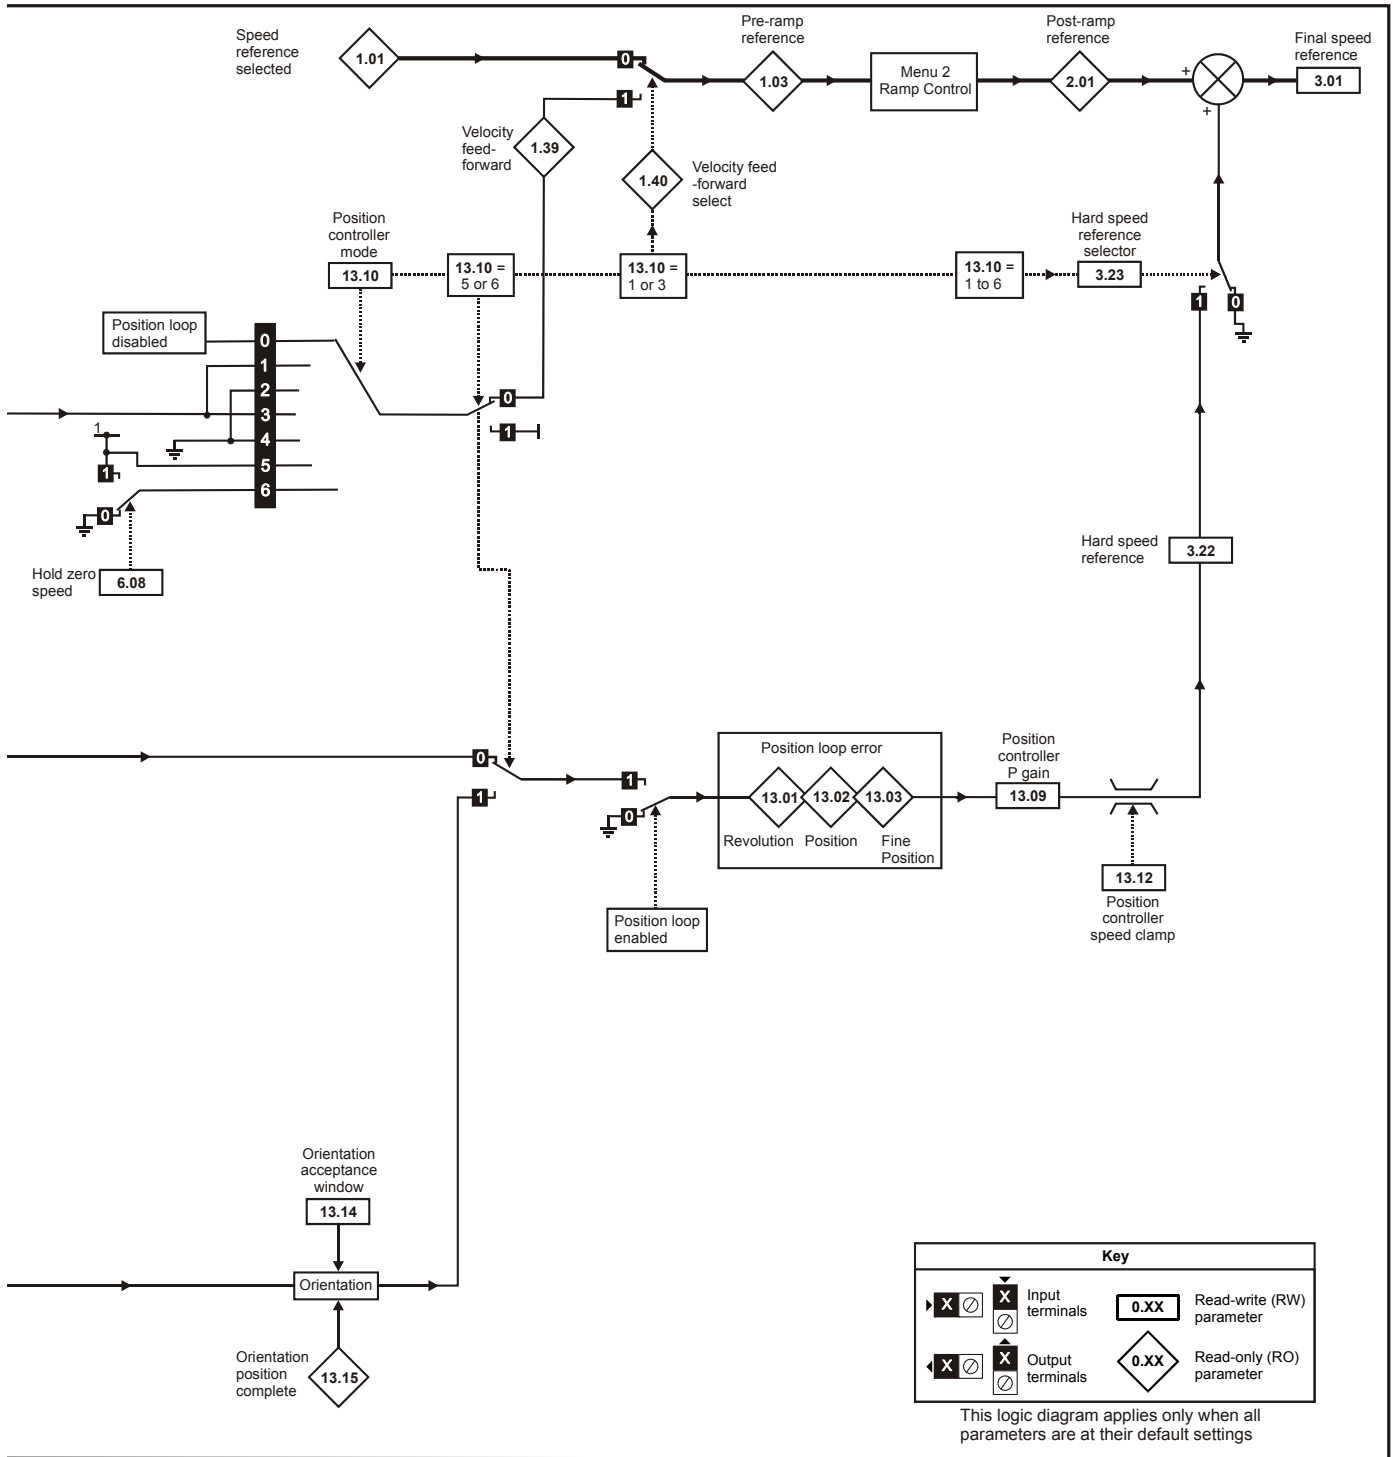 Speed
reference
selected
1.01
0
1
Pre-ramp
reference
1.03
Menu 2
Ramp Control
Post-ramp
reference
2.01
+
+
Final speed
reference
3.01
Velocity
feed-
forward
1.39
1.40
Velocity feed
-forward
select
Position
controller
mode
13.10
13.10 =
5 or 6
13.10 =
1 or 3
13.10 =
1 to 6
Hard speed
reference
selector
3.23
1
0
Position loop
disabled
0
1
2
3
4
5
6
0
1
1
1
0
Hold zero
speed
6.08
Hard speed
reference
3.22
0
1
1
0
Position loop
enabled
Position loop error
13.01
13.02
13.03
Revolution
Position
Fine
Position
Position
controller
P gain
13.09
13.12
Position
controller
speed clamp
Orientation
acceptance
window
13.14
Orientation
Orientation
position
complete
13.15
Key
X
X
Input
terminals
0.XX
Read-write (RW)
parameter
X
X
Output
terminals
0.XX
Read-only (RO)
parameter
This logic diagram applies only when all
parameters are at their default settings